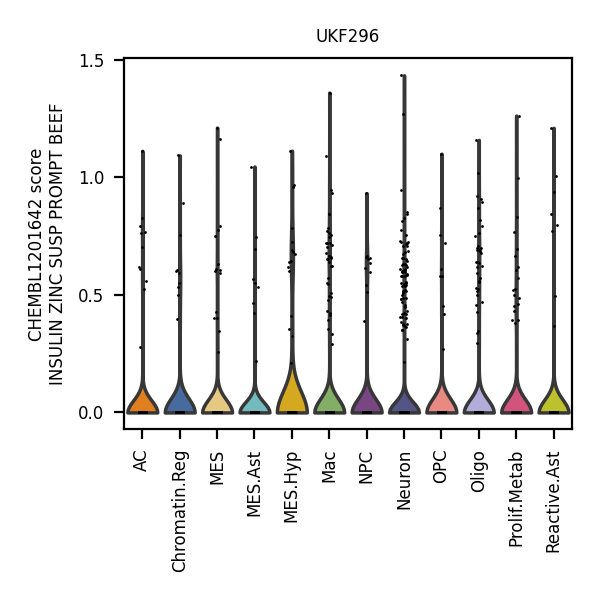 UKF296
CHEMBL1201642 score
INSULIN ZINC SUSP PROMPT BEEF
1.5
1.0
0.5
0.0
AC
Chromatin.Reg
MES
MES.Ast
MES.Hyp
Mac
NPC
Neuron
OPC
Oligo
Prolif.Metab
Reactive.Ast